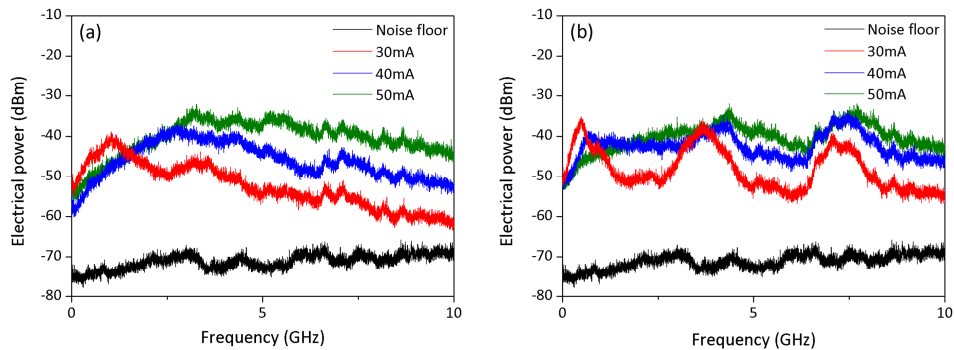 (a)
Noise floor
30mA
40mA
50mA
-10
-20
-30
-40
-50
-60
-70
-80
Electrical power (dBm)
0
5
10
Frequency (GHz)
(b)
Noise floor
30mA
40mA
50mA
-10
-20
-30
-40
-50
-60
-70
-80
Electrical power (dBm)
0
5
10
Frequency (GHz)